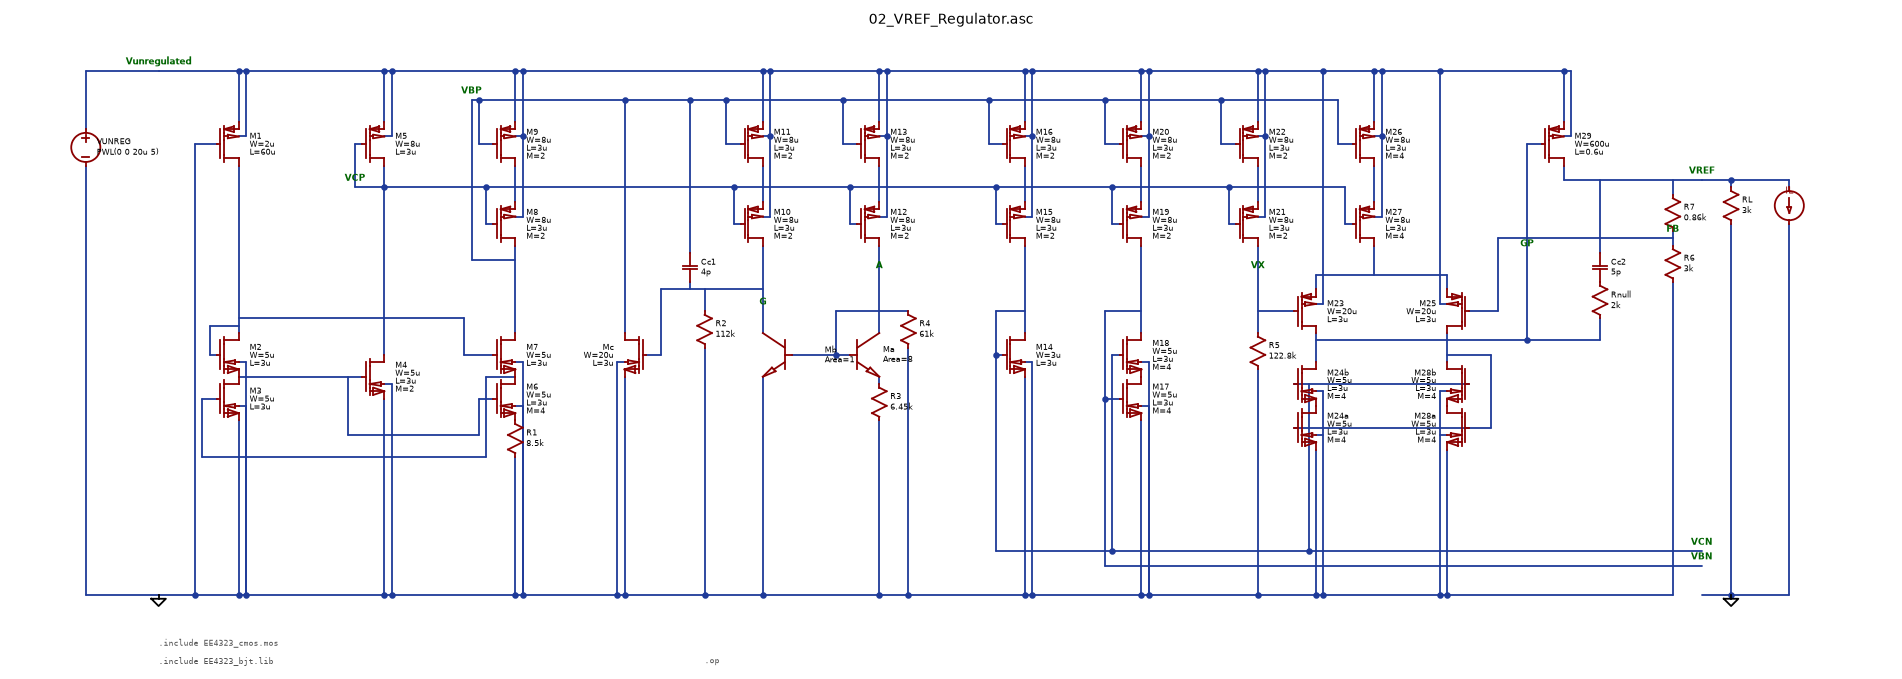 02_VREF_Regulator.asc
Vunregulated
VBP
VUNREG
PWL(0 0 20u 5)
M1
W=2u
L=60u
M5
W=8u
L=3u
M9
W=8u
L=3u
M=2
M11
W=8u
L=3u
M=2
M13
W=8u
L=3u
M=2
M16
W=8u
L=3u
M=2
M20
W=8u
L=3u
M=2
M22
W=8u
L=3u
M=2
M26
W=8u
L=3u
M=4
M29
W=600u
L=0.6u
VCP
VREF
M8
W=8u
L=3u
M=2
M10
W=8u
L=3u
M=2
M12
W=8u
L=3u
M=2
M15
W=8u
L=3u
M=2
M19
W=8u
L=3u
M=2
M21
W=8u
L=3u
M=2
M27
W=8u
L=3u
M=4
R7
0.86k
RL
3k
FB
GP
Cc1
4p
A
VX
Cc2
5p
R6
3k
G
M23
W=20u
L=3u
M25
W=20u
L=3u
Rnull
2k
R2
112k
R4
61k
M2
W=5u
L=3u
M7
W=5u
L=3u
Mc
W=20u
L=3u
Mb
Area=1
Ma
Area=8
M14
W=3u
L=3u
M18
W=5u
L=3u
M=4
R5
122.8k
M4
W=5u
L=3u
M=2
M3
W=5u
L=3u
M6
W=5u
L=3u
M=4
R3
6.45k
M17
W=5u
L=3u
M=4
M24b
W=5u
L=3u
M=4
M28b
W=5u
L=3u
M=4
M24a
W=5u
L=3u
M=4
M28a
W=5u
L=3u
M=4
R1
8.5k
VCN
VBN
.include EE4323_cmos.mos
.include EE4323_bjt.lib
.op